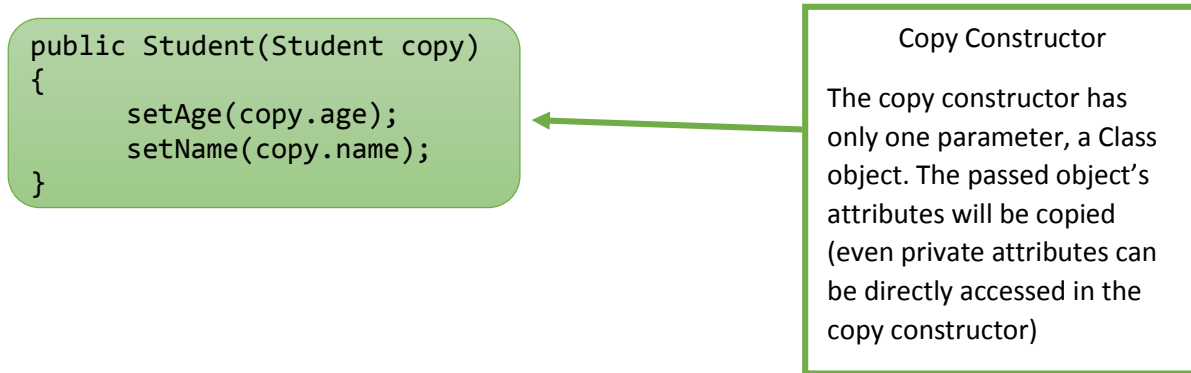 public Student(Student copy)
{
setAge(copy.age);
setName(copy.name);
}
Copy Constructor
The copy constructor has
only one parameter, a Class
object. The passed object’s
attributes will be copied
(even private attributes can
be directly accessed in the
copy constructor)